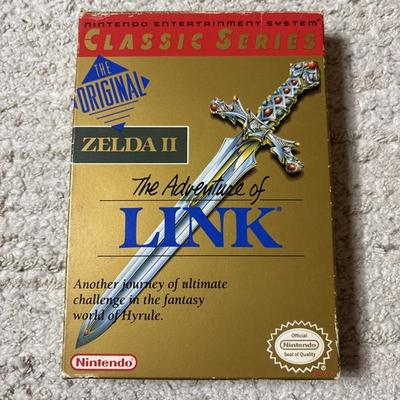 NINTENDO ENTERTAINMENT SYSTEM®
CLASSIC SERIES
THE
ORIGINAL
ZELDA II
The Adventure of
LINK®
Another journey of ultimate
challenge in the fantasy
world of Hyrule.
Nintendo
Official
Nintendo
Seal of Quality